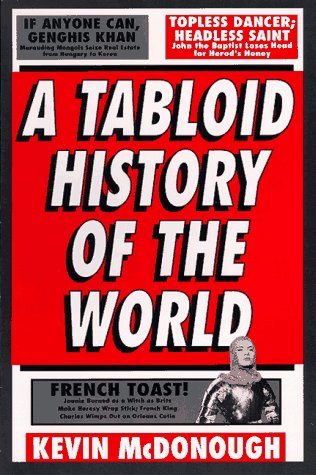 IF ANYONE CAN,
GENGHIS KHAN
Marauding Mongols Seize Real Estate
from Hungary to Korea
TOPLESS DANCER;
HEADLESS SAINT
John the Baptist Loses Head
for Herod's Honey
A TABLOID
HISTORY
OF THE
WORLD
FRENCH TOAST!
Joanie Burned as a Witch as Brits
Make Heresy Wrap Stick; French King
Charles Wimps Out on Orleans Cutie
KEVIN McDONOUGH